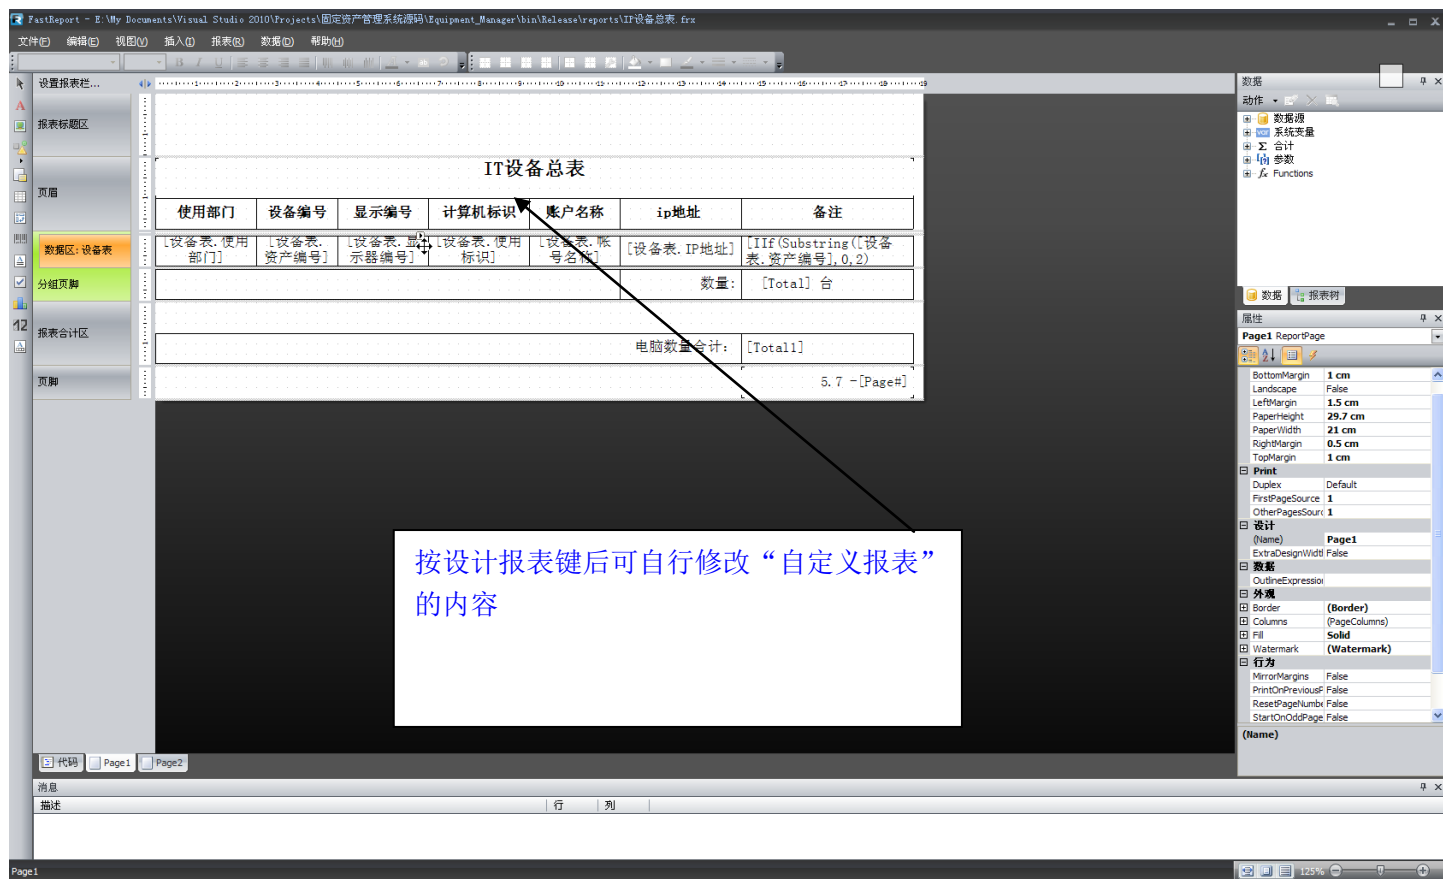 FastReport - E:\My Documents\Visual Studio 2010\Projects\固定资产管理系统源码\Equipment_Manager\bin\Release\reports\IP设备总表.frx
文件(F) 编辑(E) 视图(V) 插入(I) 报表(R) 数据(D) 帮助(H)
设置报表栏...
报表标题区
页眉
IT设备总表
使用部门 设备编号 显示编号 计算机标识 账户名称 ip地址 备注
数据区: 设备表
[设备表.使用部门] [设备表.资产编号] [设备表.显示器编号] [设备表.使用标识] [设备表.帐号名称] [设备表.IP地址] [IIf(Substring([设备表.资产编号],0,2)
分组页脚
数量: [Total] 台
报表合计区
电脑数量合计: [Total1]
页脚
5.7 -[Page#]
按设计报表键后可自行修改“自定义报表”
的内容
数据
动作
数据源
系统变量
合计
参数
Functions
数据 报表树
属性
Page1 ReportPage
BottomMargin 1 cm
Landscape False
LeftMargin 1.5 cm
PaperHeight 29.7 cm
PaperWidth 21 cm
RightMargin 0.5 cm
TopMargin 1 cm
Print
Duplex Default
FirstPageSource 1
OtherPagesSourc 1
设计
(Name) Page1
ExtraDesignWidt False
数据
OutlineExpression
外观
Border (Border)
Columns (PageColumns)
Fill Solid
Watermark (Watermark)
行为
MirrorMargins False
PrintOnPreviousP False
ResetPageNumbe False
StartOnOddPage False
(Name)
代码 Page1 Page2
消息
描述 行 列
Page1
125%